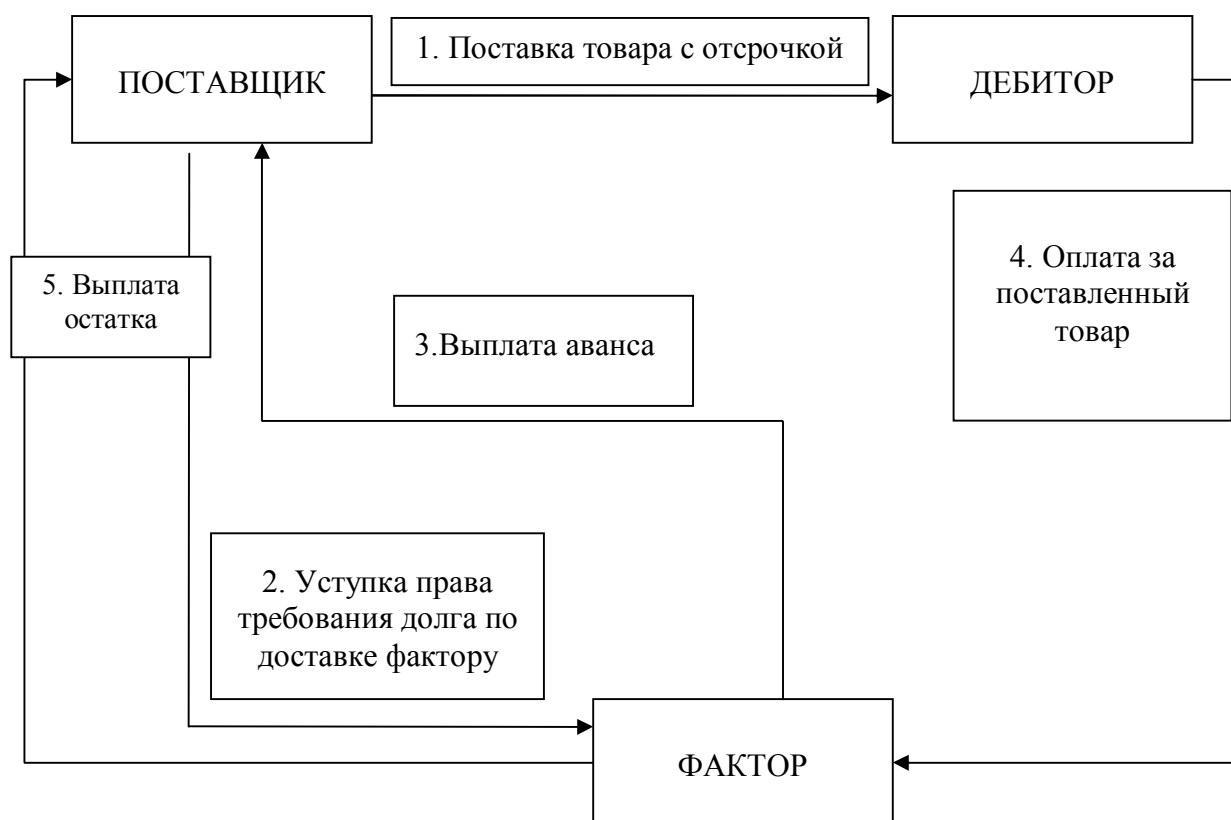 1. Поставка товара с отсрочкой
ПОСТАВЩИК
ДЕБИТОР
4. Оплата за
поставленный
товар
5. Выплата
остатка
3.Выплата аванса
2. Уступка права
требования долга по
доставке фактору
ФАКТОР